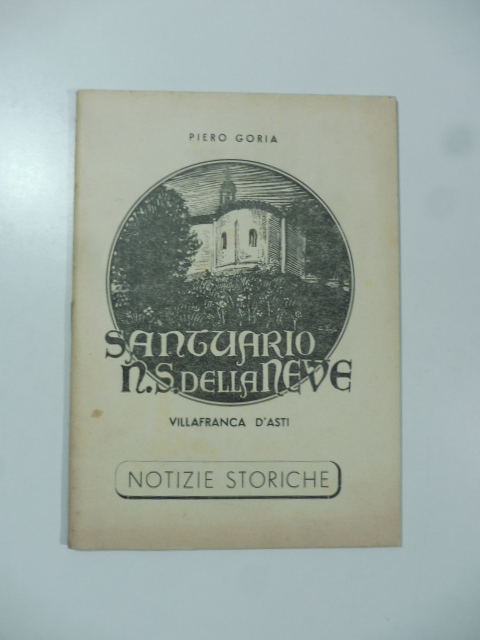 PIERO GORIA
SANTUARIO
N.S. DELLA NEVE
VILLAFRANCA D'ASTI
NOTIZIE STORICHE